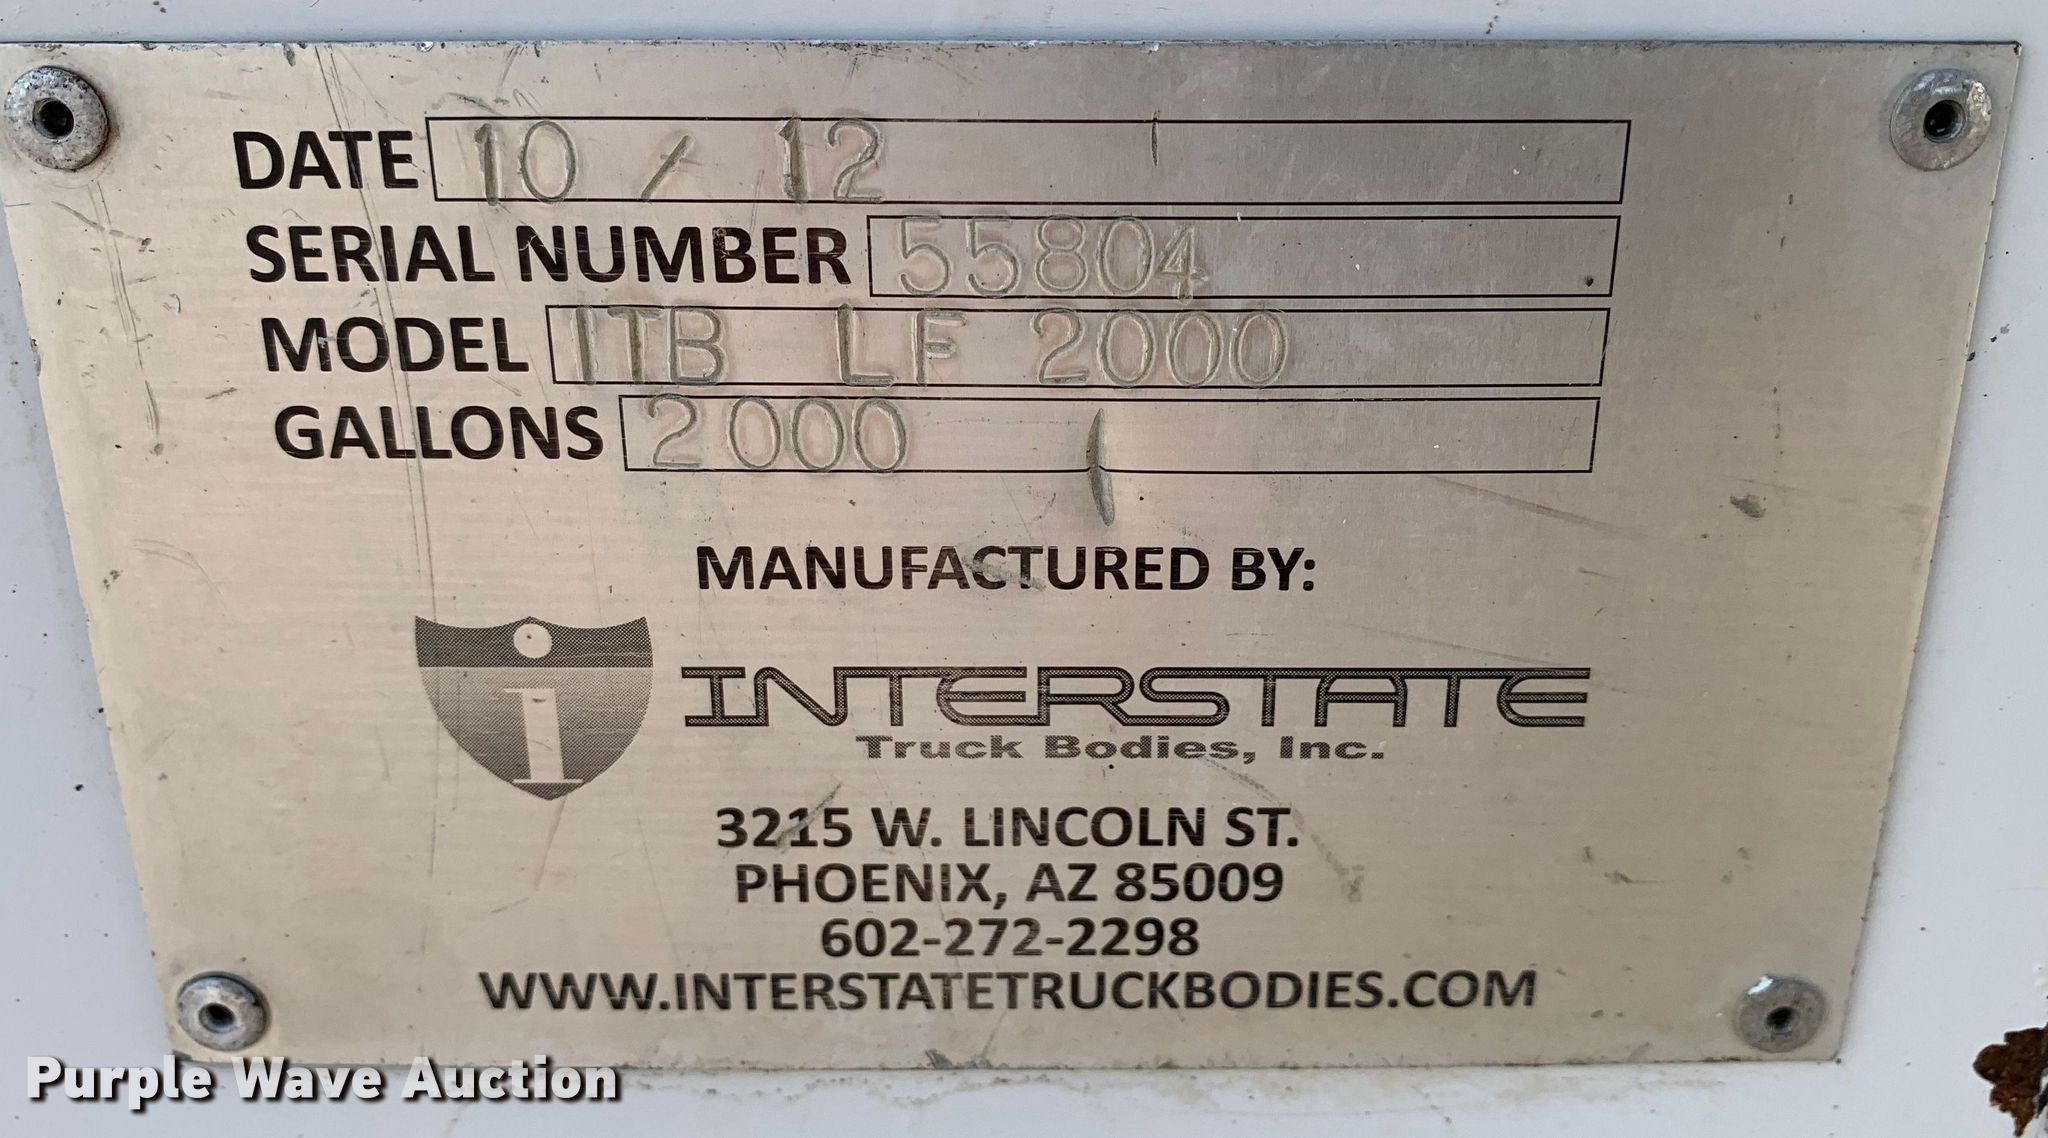 DATE 10 / 12
SERIAL NUMBER 55804
MODEL ITB LF 2000
GALLONS 2000
MANUFACTURED BY:
i INTERSTATE
Truck Bodies, Inc.
3215 W. LINCOLN ST.
PHOENIX, AZ 85009
602-272-2298
WWW.INTERSTATETRUCKBODIES.COM
Purple Wave Auction